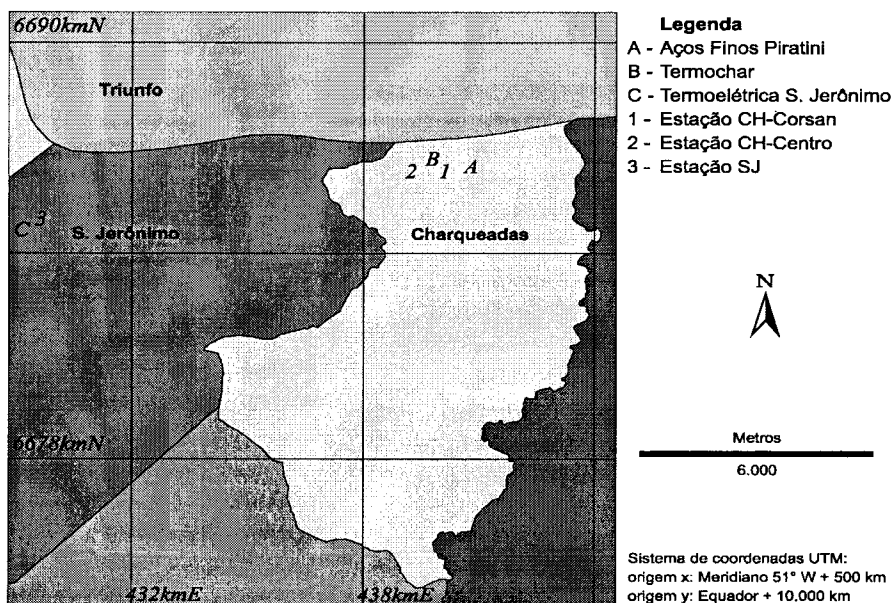 6690kmN
Triunfo
2 B 1 A
C 3
S. Jerônimo
Charqueadas
6678kmN
432kmE
438kmE
Legenda
A - Aços Finos Piratini
B - Termochar
C - Termoelétrica S. Jerônimo
1 - Estação CH-Corsan
2 - Estação CH-Centro
3 - Estação SJ
N
Metros
6.000
Sistema de coordenadas UTM:
origem x: Meridiano 51° W + 500 km
origem y: Equador + 10.000 km